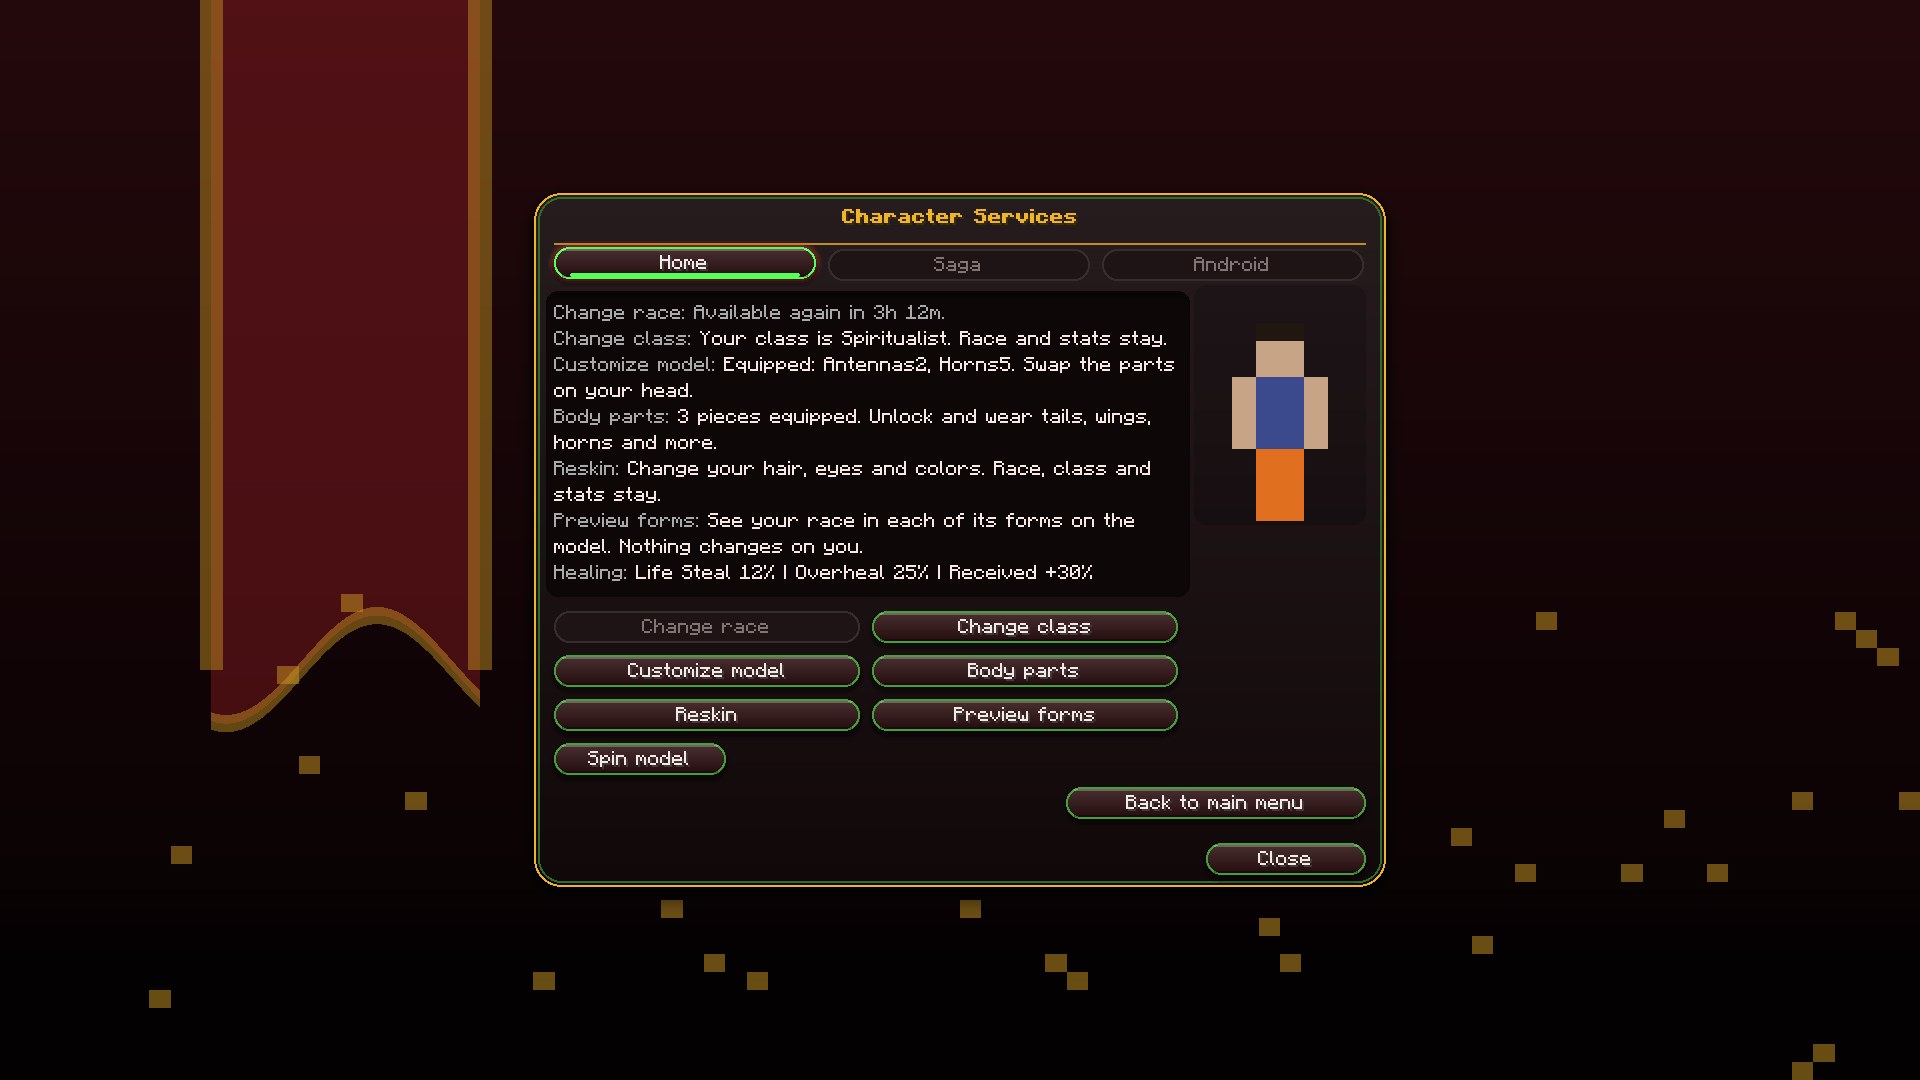 Character Services
Home
Saga
Android
Change race: Available again in 3h 12m.
Change class: Your class is Spiritualist. Race and stats stay.
Customize model: Equipped: Antennas2, Horns5. Swap the parts
on your head.
Body parts: 3 pieces equipped. Unlock and wear tails, wings,
horns and more.
Reskin: Change your hair, eyes and colors. Race, class and
stats stay.
Preview forms: See your race in each of its forms on the
model. Nothing changes on you.
Healing: Life Steal 12% | Overheal 25% | Received +30%
Change race
Change class
Customize model
Body parts
Reskin
Preview forms
Spin model
Back to main menu
Close